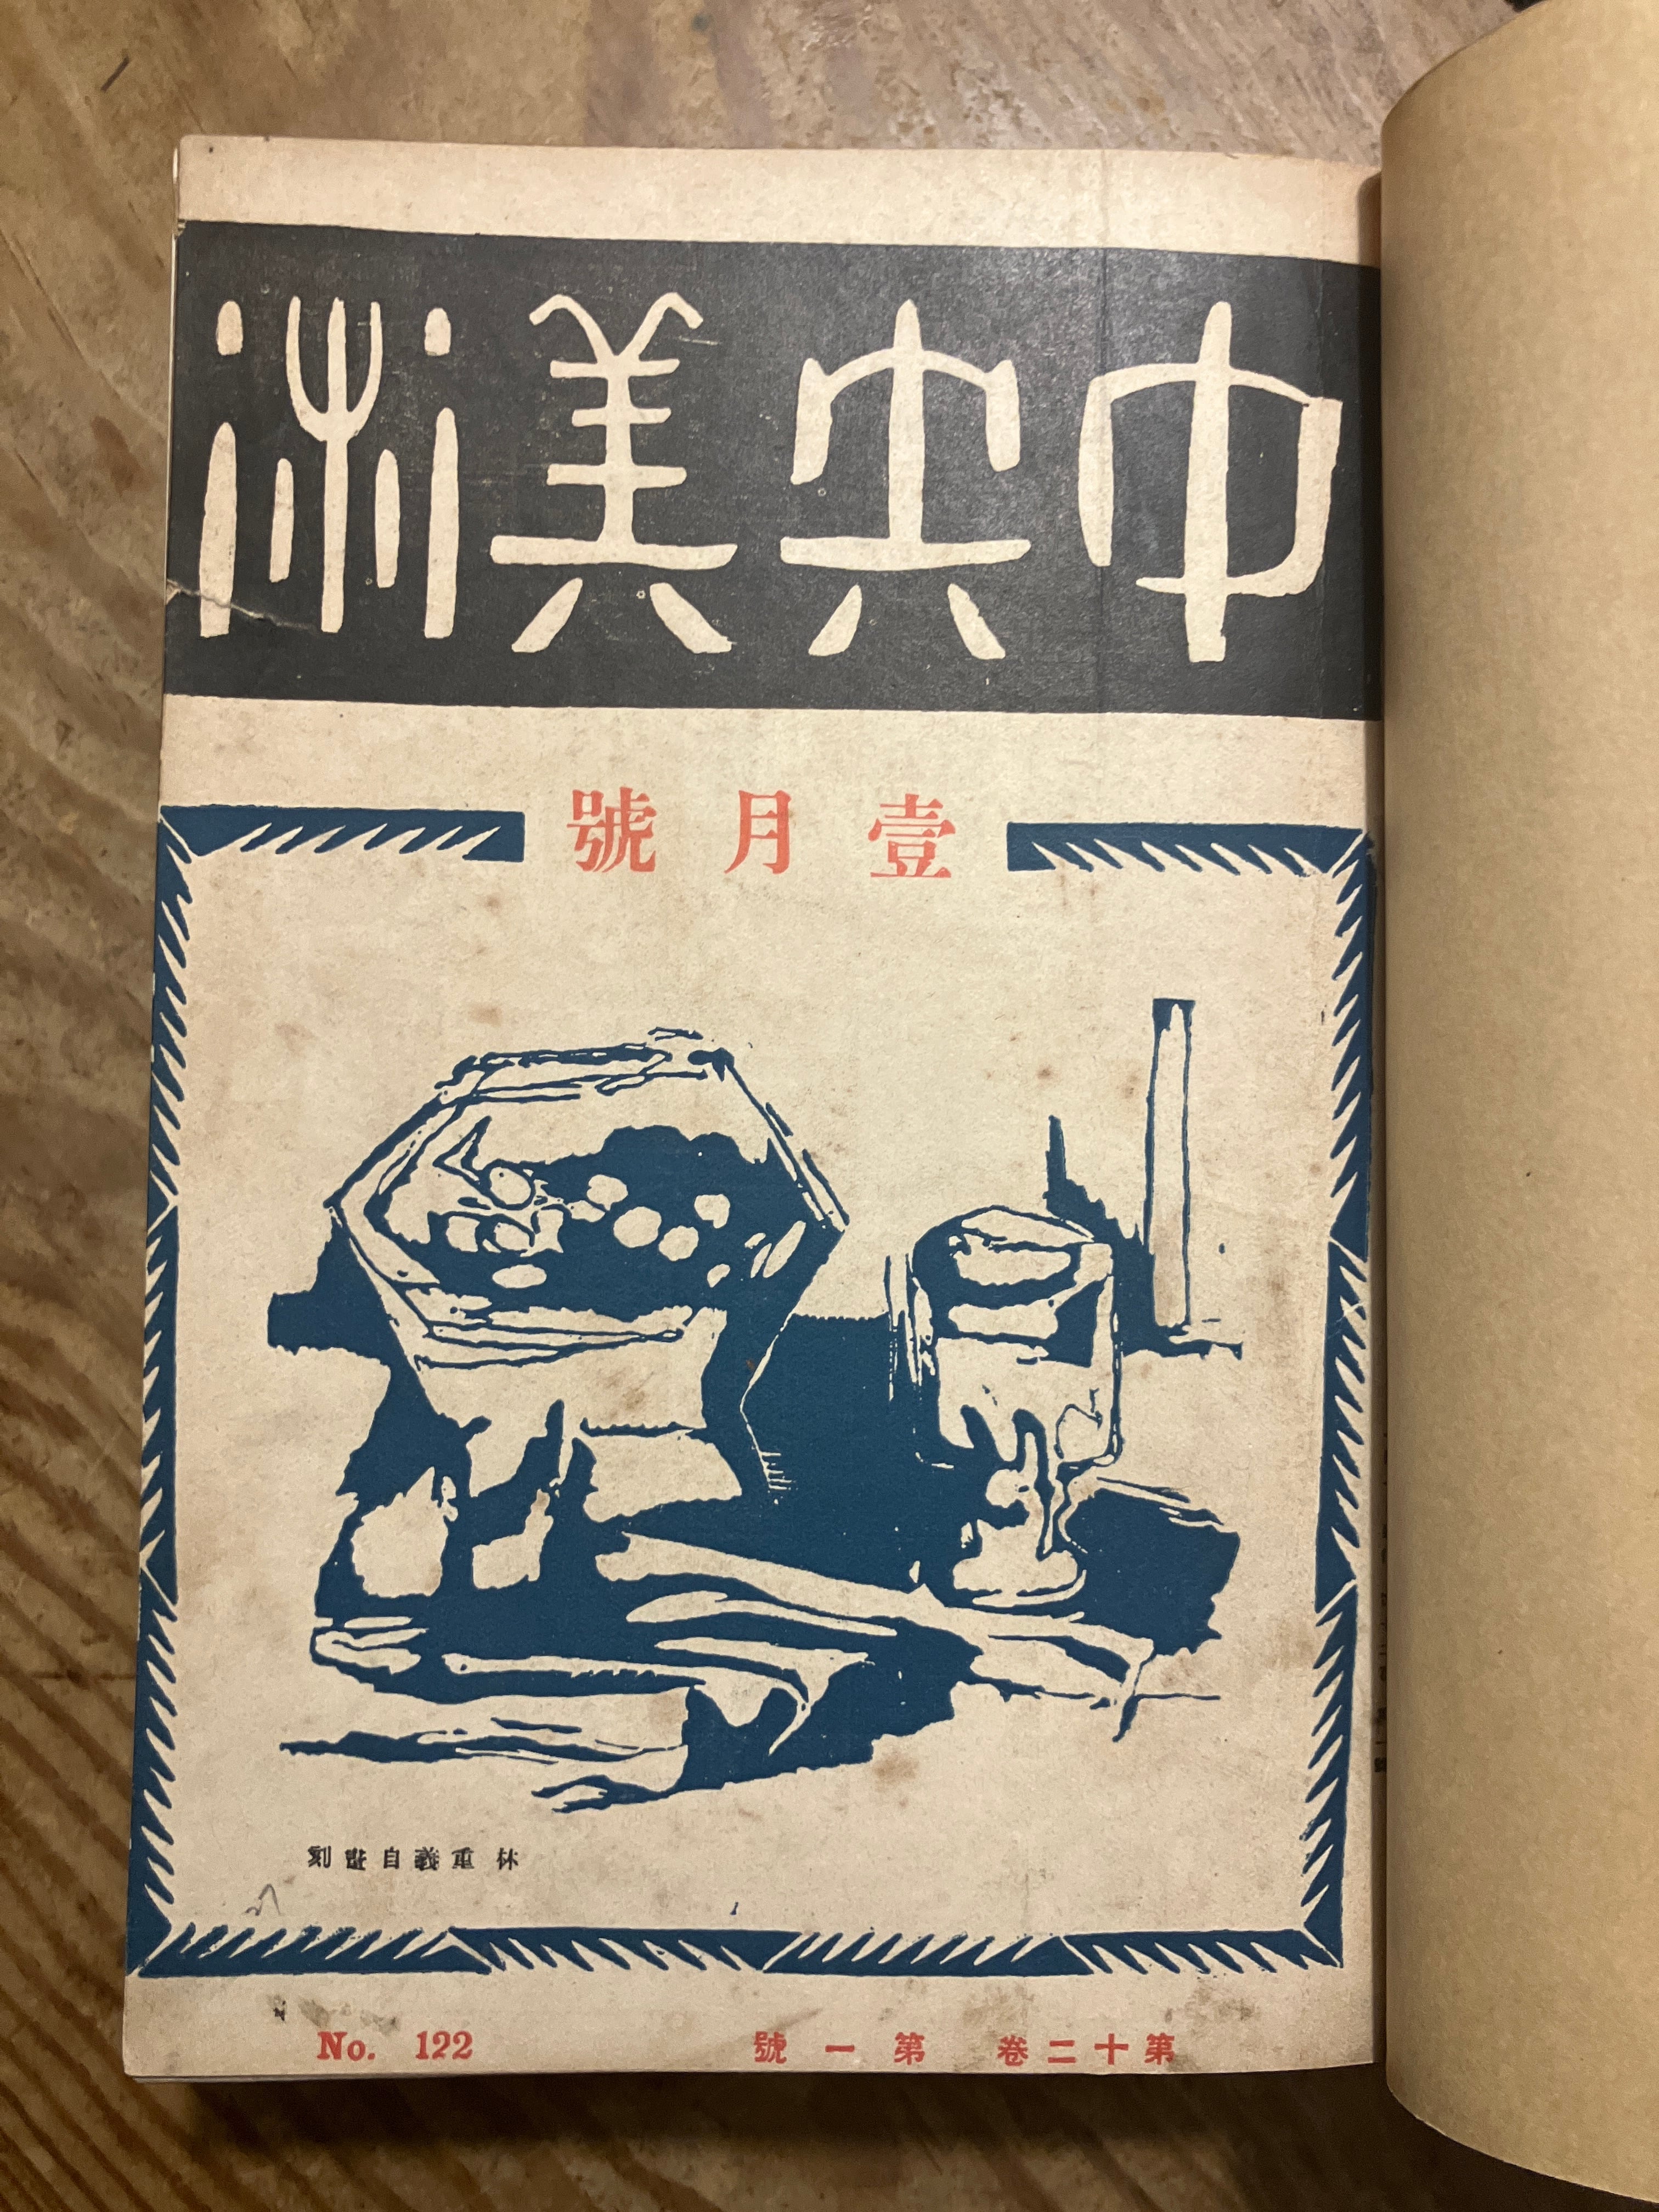 中央美術
壹月號
林重義自畫刻
第十二卷 第一號
No. 122